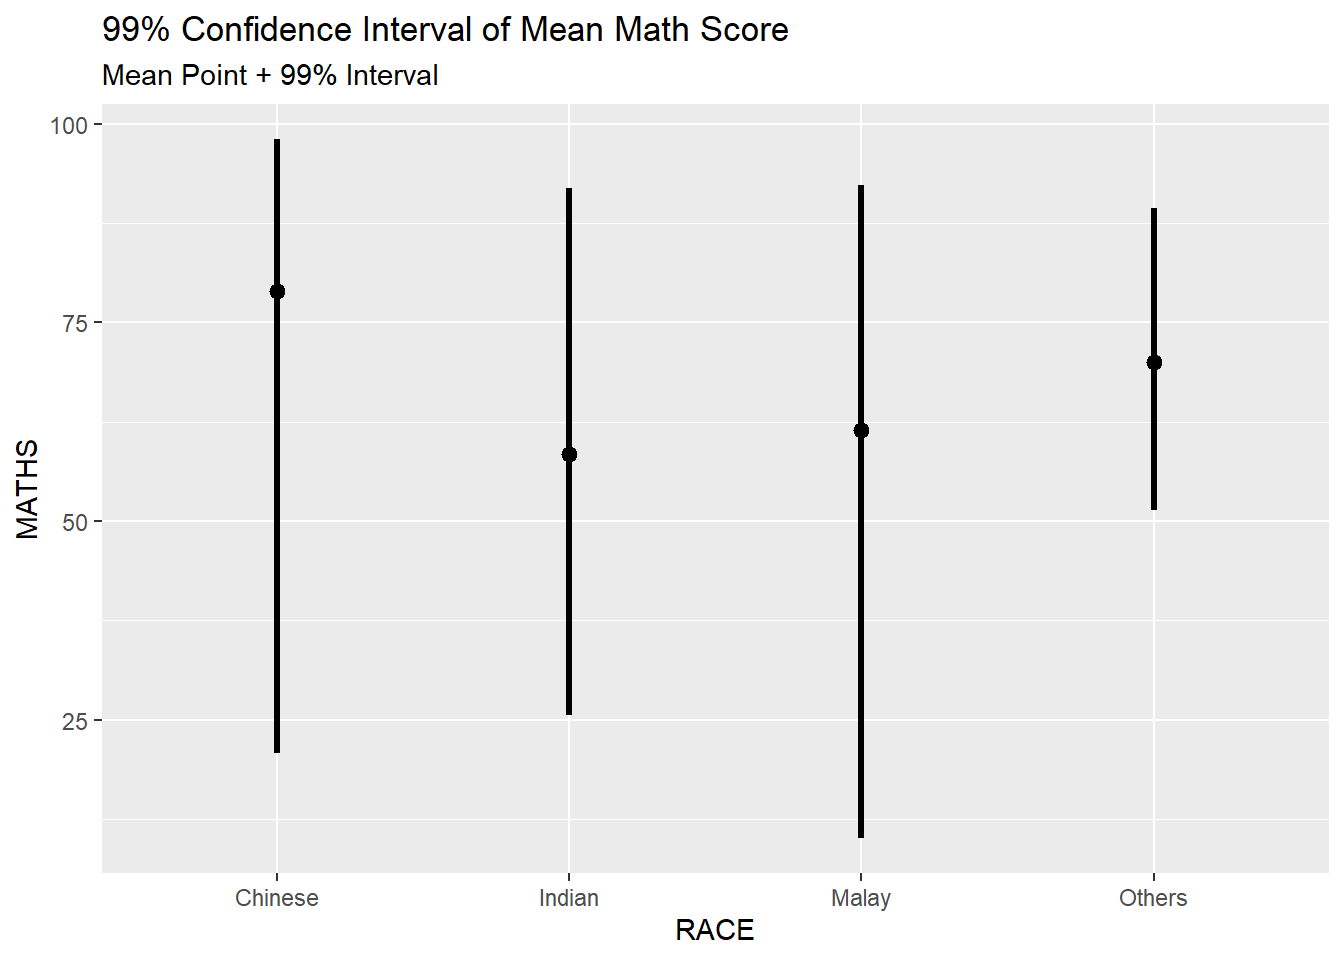 99% Confidence Interval of Mean Math Score
Mean Point + 99% Interval
MATHS
100
75
50
25
Chinese Indian Malay Others
RACE